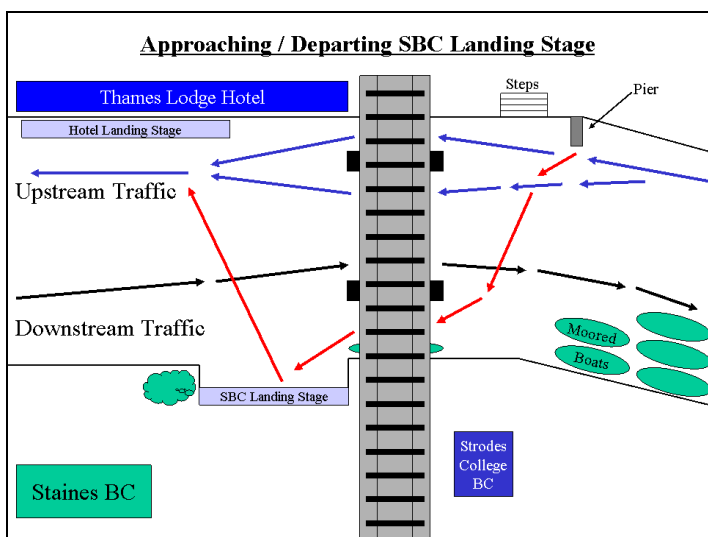 Approaching / Departing SBC Landing Stage
Thames Lodge Hotel
Steps
Pier
Hotel Landing Stage
Upstream Traffic
Downstream Traffic
Moored
Boats
SBC Landing Stage
Strodes
College
BC
Staines BC